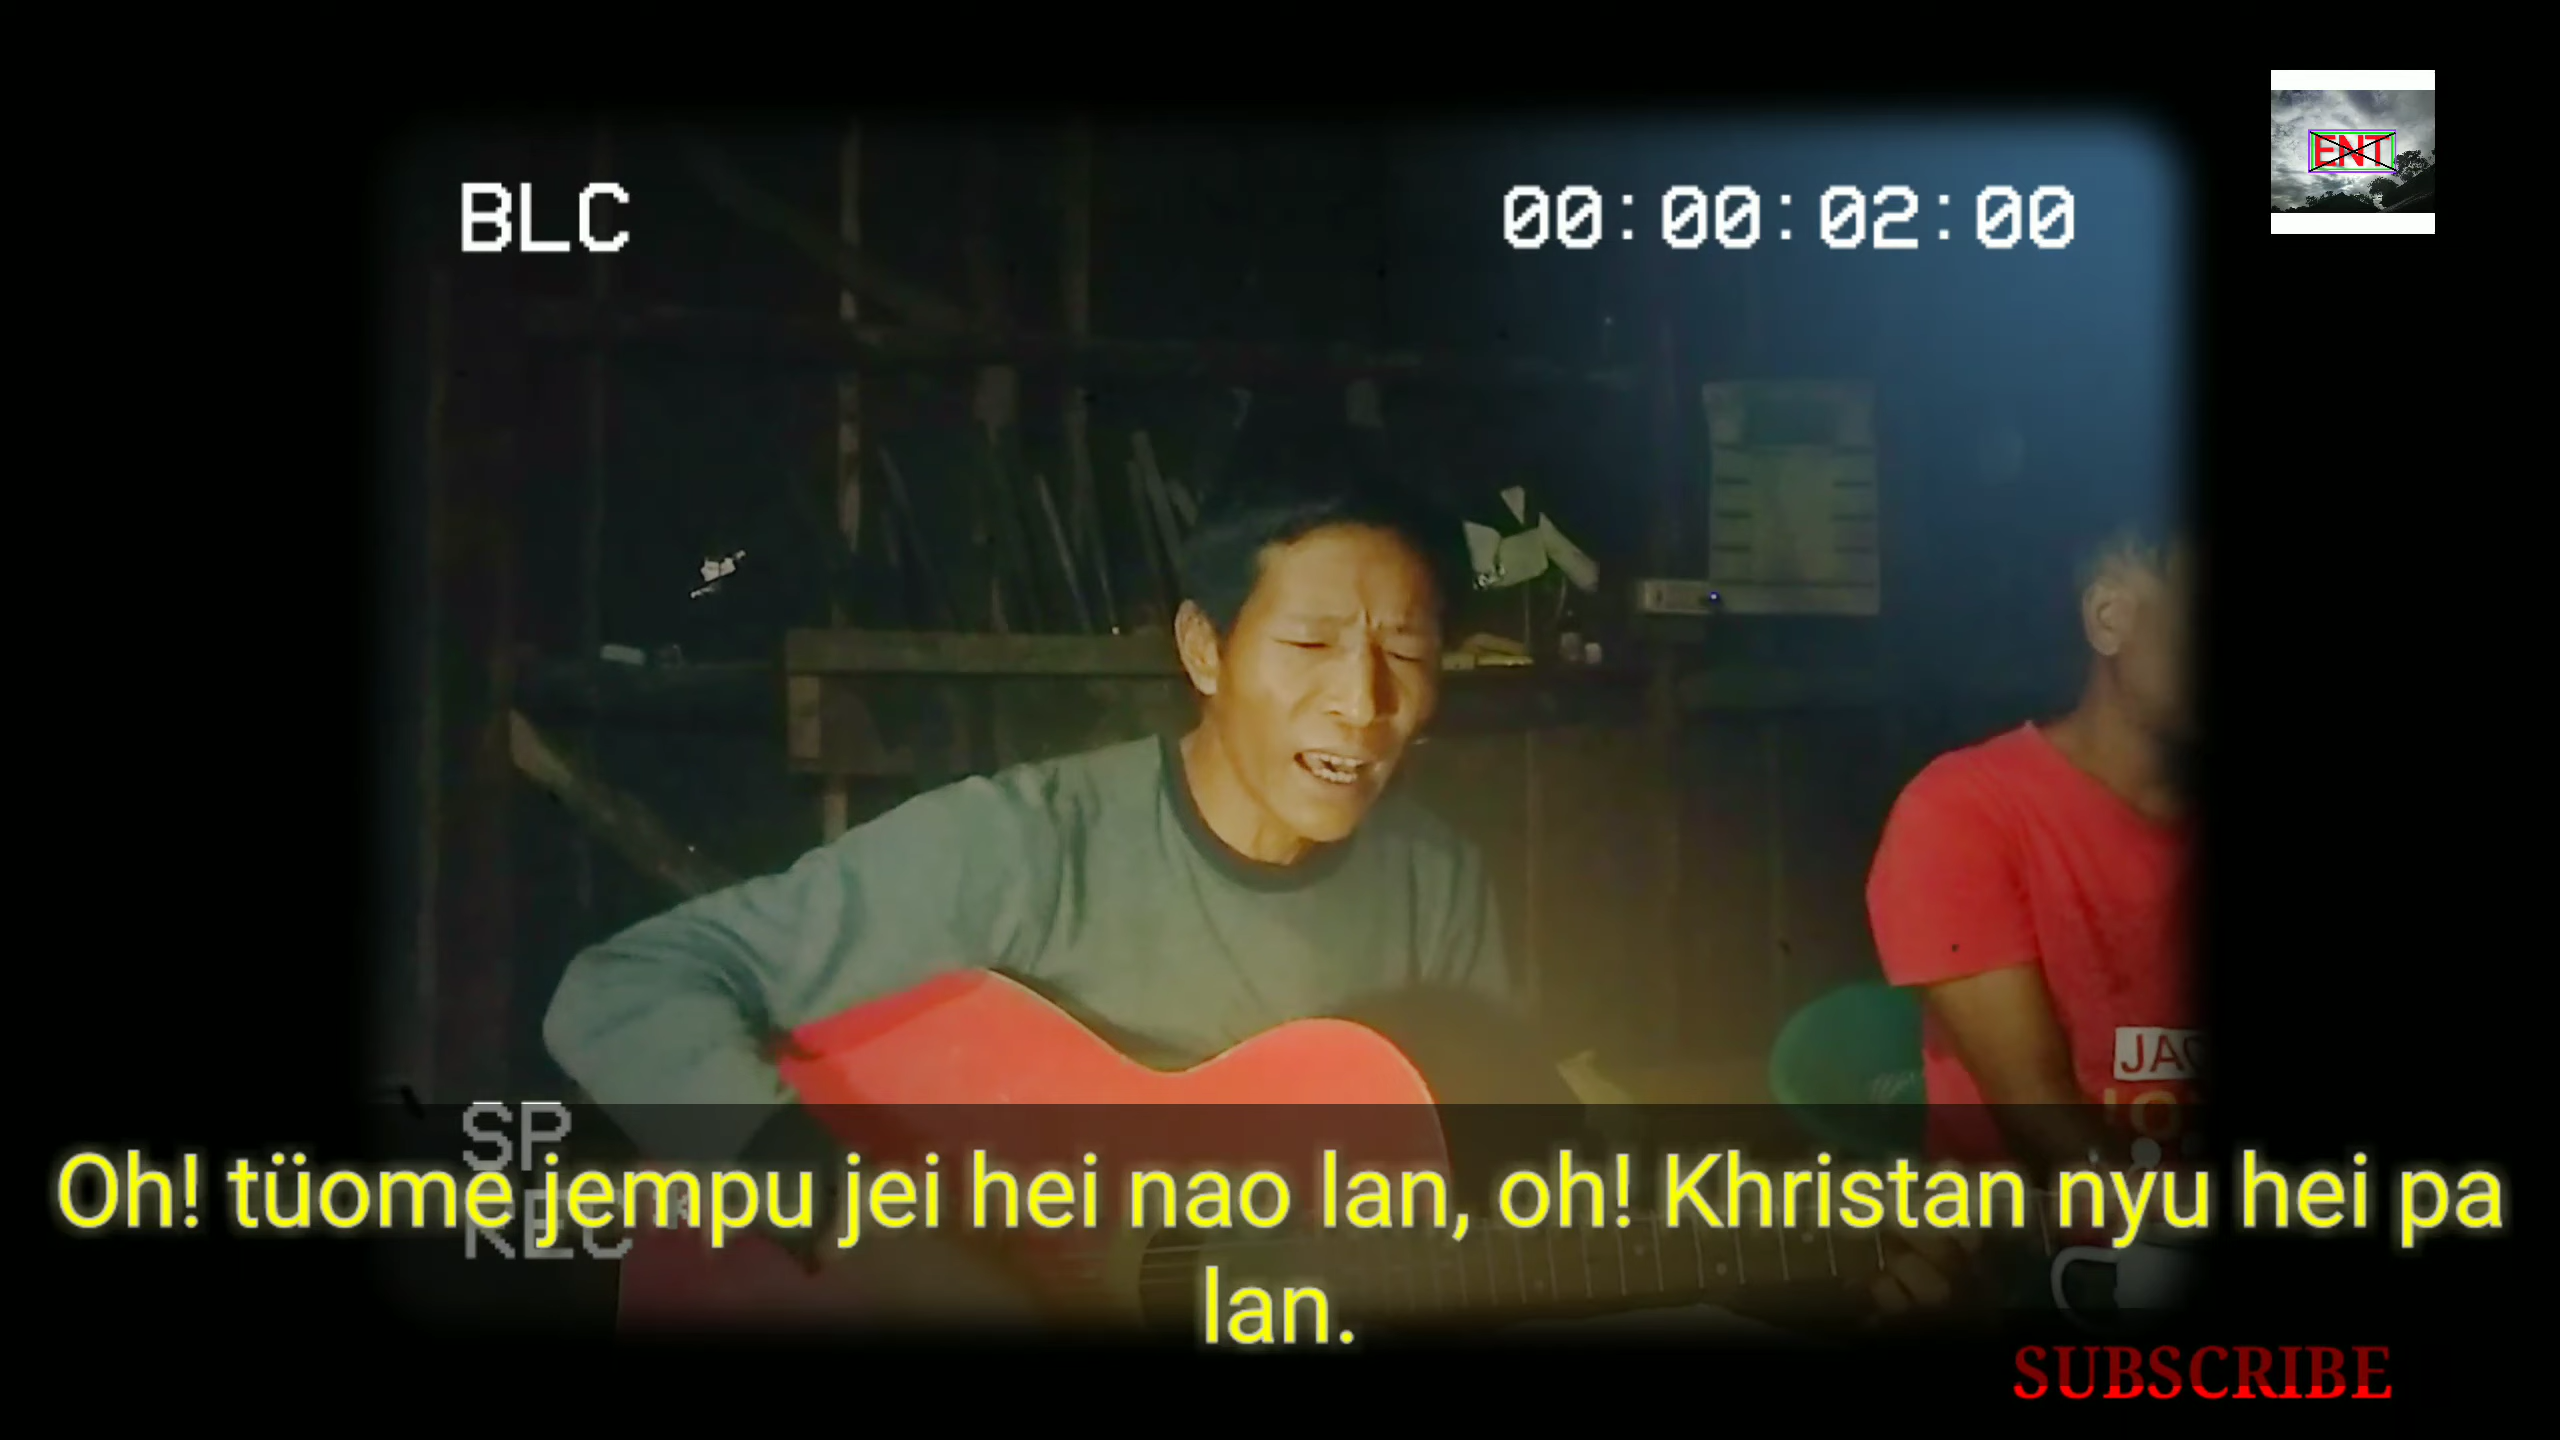 ENT
BLC
00:00:02:00
SP
REC
Oh! tüome jempu jei hei nao lan, oh! Khristan nyu hei pa
lan.
SUBSCRIBE